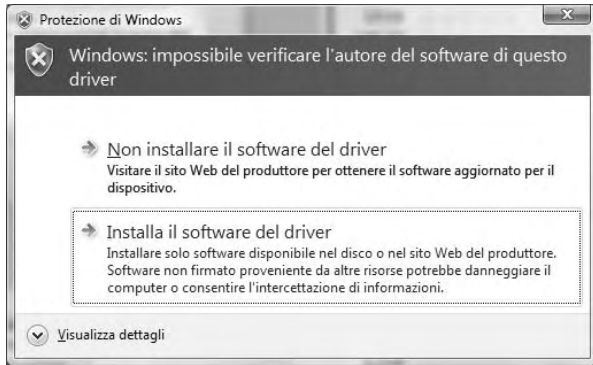 Protezione di Windows
Windows: impossibile verificare l'autore del software di questo
driver
Non installare il software del driver
Visitare il sito Web del produttore per ottenere il software aggiornato per il
dispositivo.
Installa il software del driver
Installare solo software disponibile nel disco o nel sito Web del produttore.
Software non firmato proveniente da altre risorse potrebbe danneggiare il
computer o consentire l'intercettazione di informazioni.
Visualizza dettagli